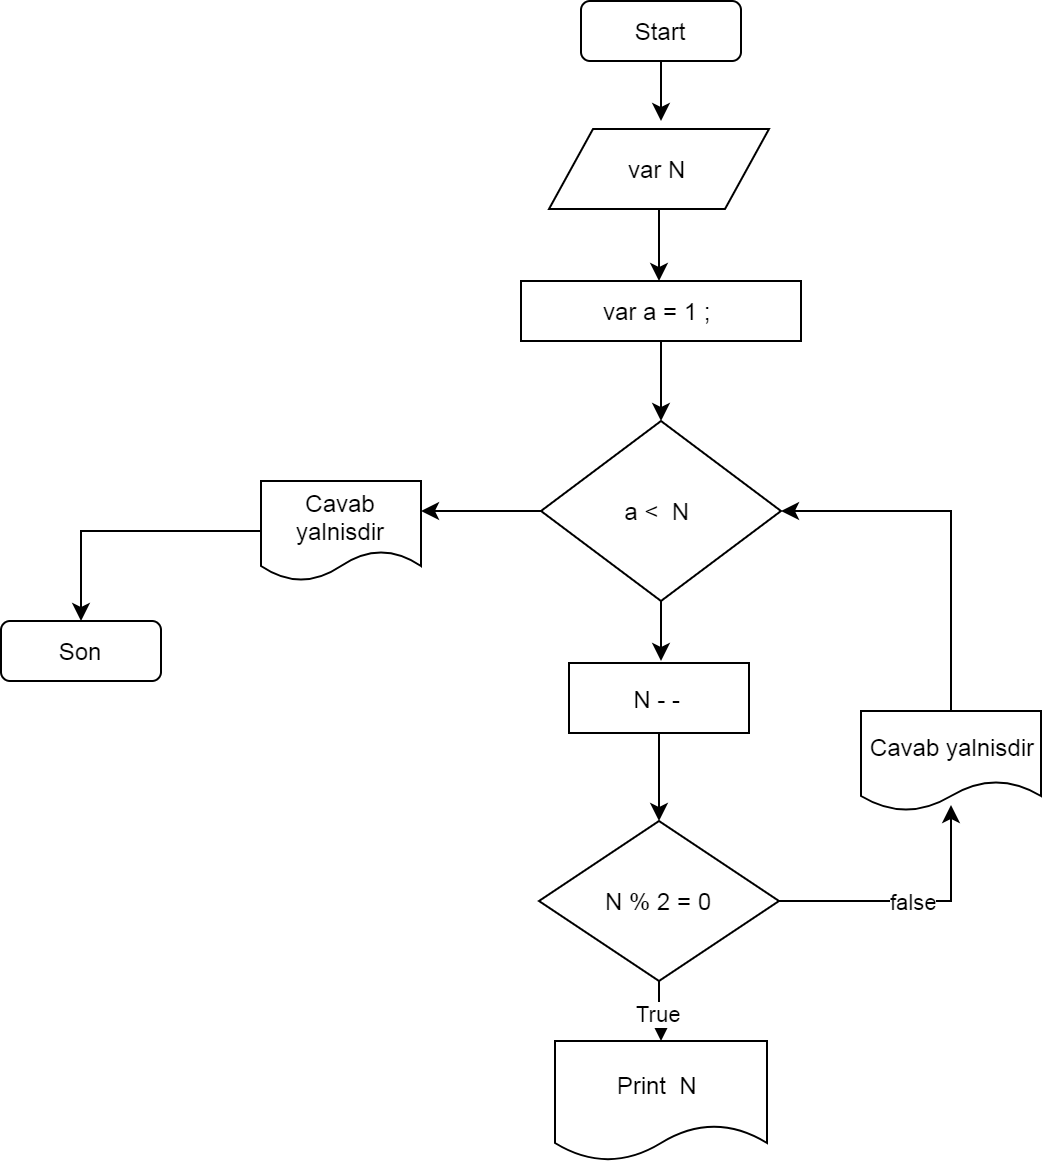 Start
var N
var a = 1 ;
a <  N
Cavab
yalnisdir
Son
N - -
Cavab yalnisdir
N % 2 = 0
false
True
Print  N